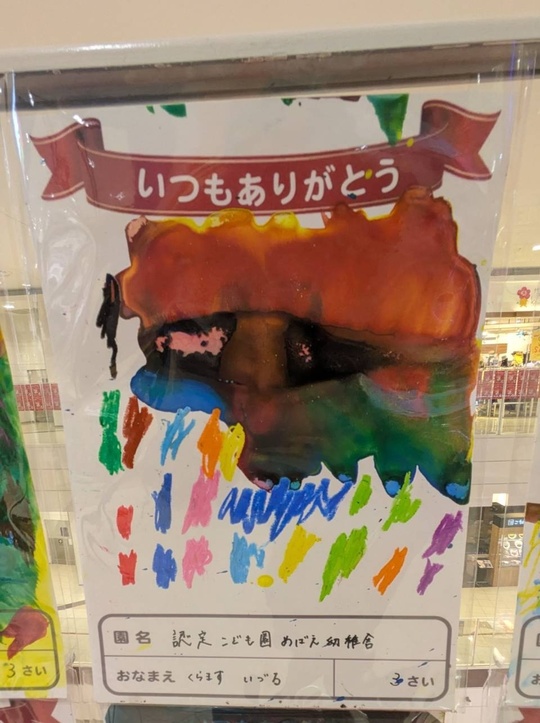 いつもありがとう
園名 認定こども園 めばえ幼稚舎
おなまえ くらます いづる 3さい
3さい